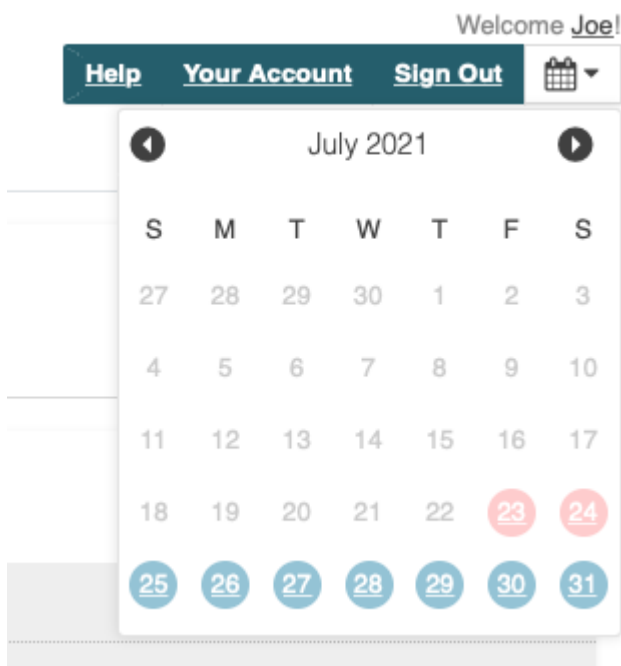 Welcome Joe!
Help Your Account Sign Out
July 2021
S M T W T F S
27 28 29 30 1 2 3
4 5 6 7 8 9 10
11 12 13 14 15 16 17
18 19 20 21 22 23 24
25 26 27 28 29 30 31